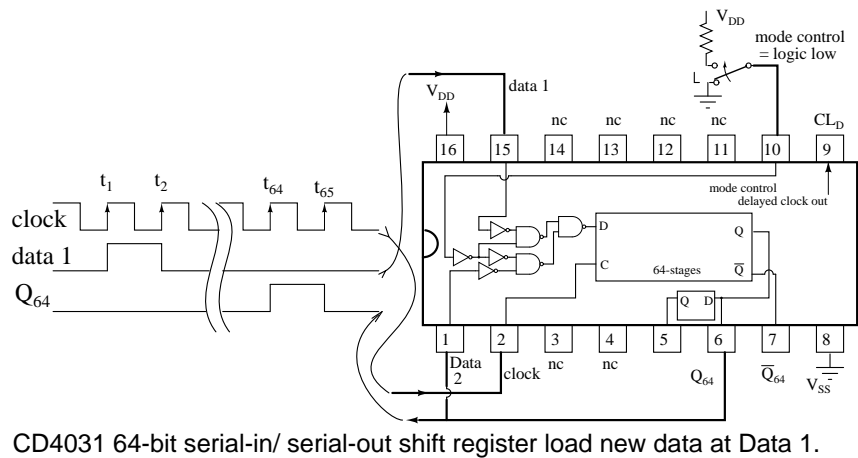 V_DD
mode control
= logic low
L
data 1
V_DD
nc nc nc nc CL_D
16 15 14 13 12 11 10 9
t_1 t_2 t_64 t_65
clock
data 1
Q_64
mode control
delayed clock out
D Q
C Q̅
64-stages
Q D
1 2 3 4 5 6 7 8
Data
2
clock
nc nc
Q_64 Q̅_64 V_SS
CD4031 64-bit serial-in/ serial-out shift register load new data at Data 1.